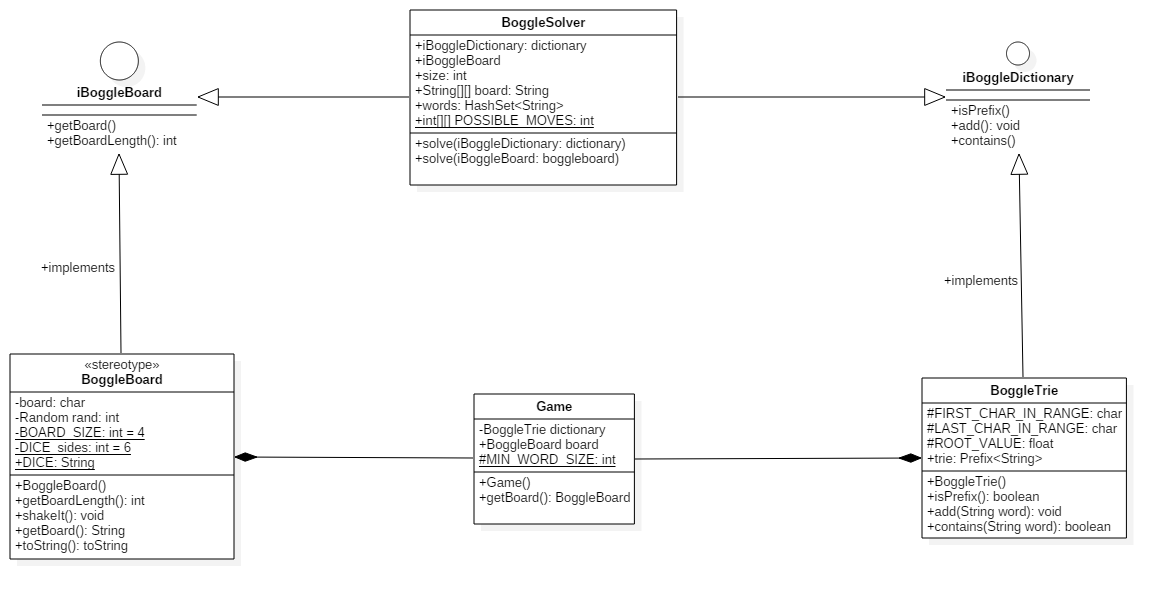 BoggleSolver
+iBoggleDictionary: dictionary
+iBoggleBoard
+size: int
+String[][] board: String
+words: HashSet<String>
+int[][] POSSIBLE_MOVES: int
+solve(iBoggleDictionary: dictionary)
+solve(iBoggleBoard: boggleboard)
iBoggleBoard
+getBoard()
+getBoardLength(): int
iBoggleDictionary
+isPrefix()
+add(): void
+contains()
+implements
+implements
«stereotype»
BoggleBoard
-board: char
-Random rand: int
-BOARD_SIZE: int = 4
-DICE_sides: int = 6
+DICE: String
+BoggleBoard()
+getBoardLength(): int
+shakeIt(): void
+getBoard(): String
+toString(): toString
Game
-BoggleTrie dictionary
+BoggleBoard board
#MIN_WORD_SIZE: int
+Game()
+getBoard(): BoggleBoard
BoggleTrie
#FIRST_CHAR_IN_RANGE: char
#LAST_CHAR_IN_RANGE: char
#ROOT_VALUE: float
+trie: Prefix<String>
+BoggleTrie()
+isPrefix(): boolean
+add(String word): void
+contains(String word): boolean